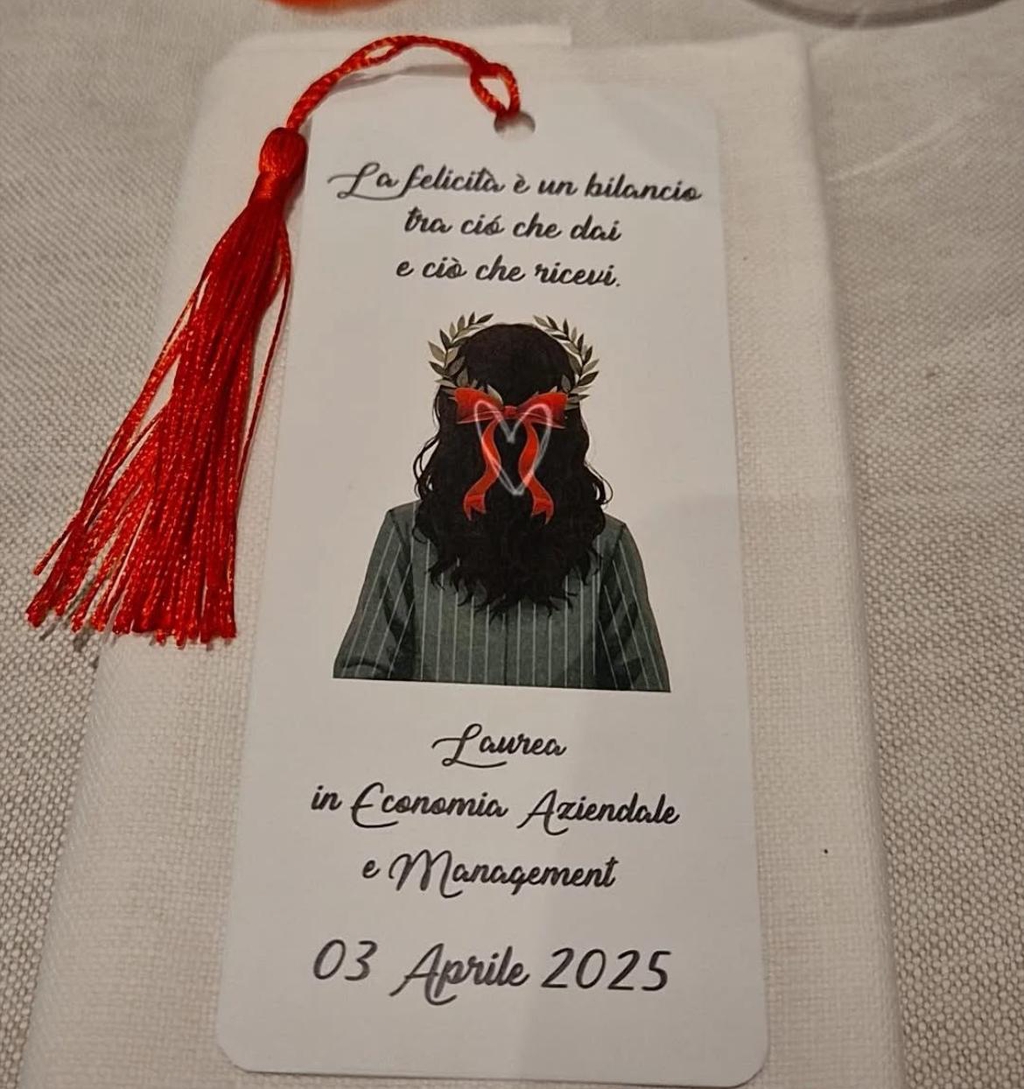 La felicità è un bilancio
tra ció che dai
e ciò che ricevi.
Laurea
in Economia Aziendale
e Management
03 Aprile 2025